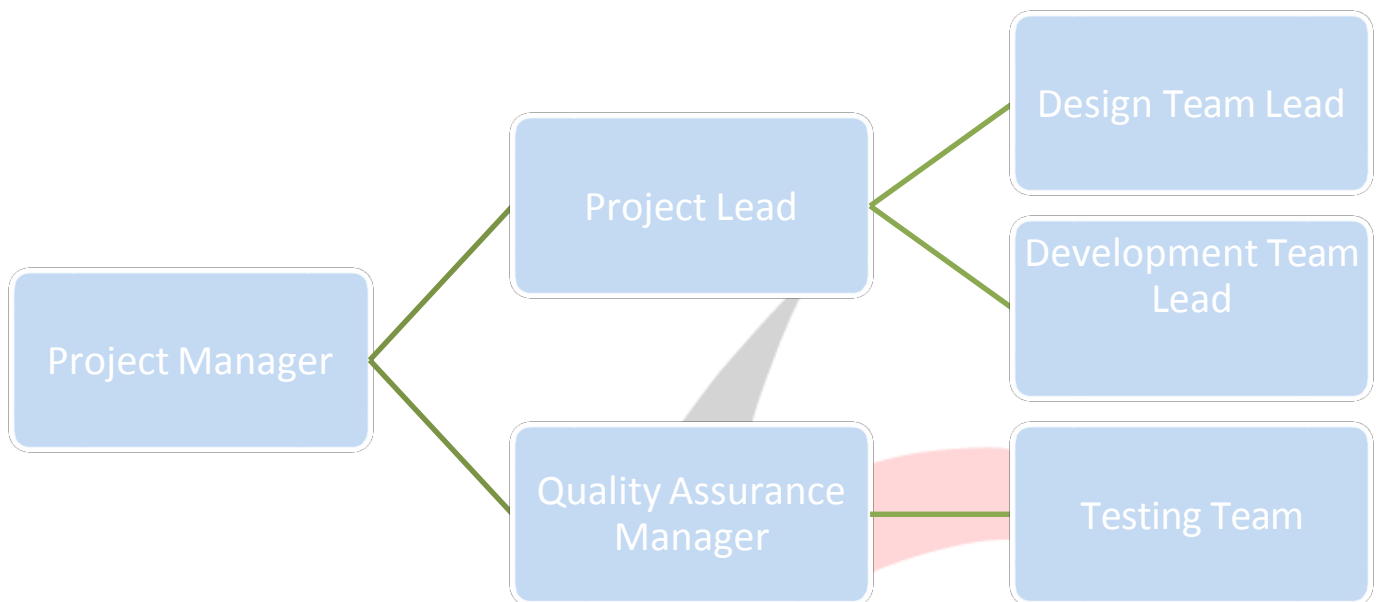 Design Team Lead
Project Lead
Development Team
Lead
Project Manager
Quality Assurance
Manager
Testing Team